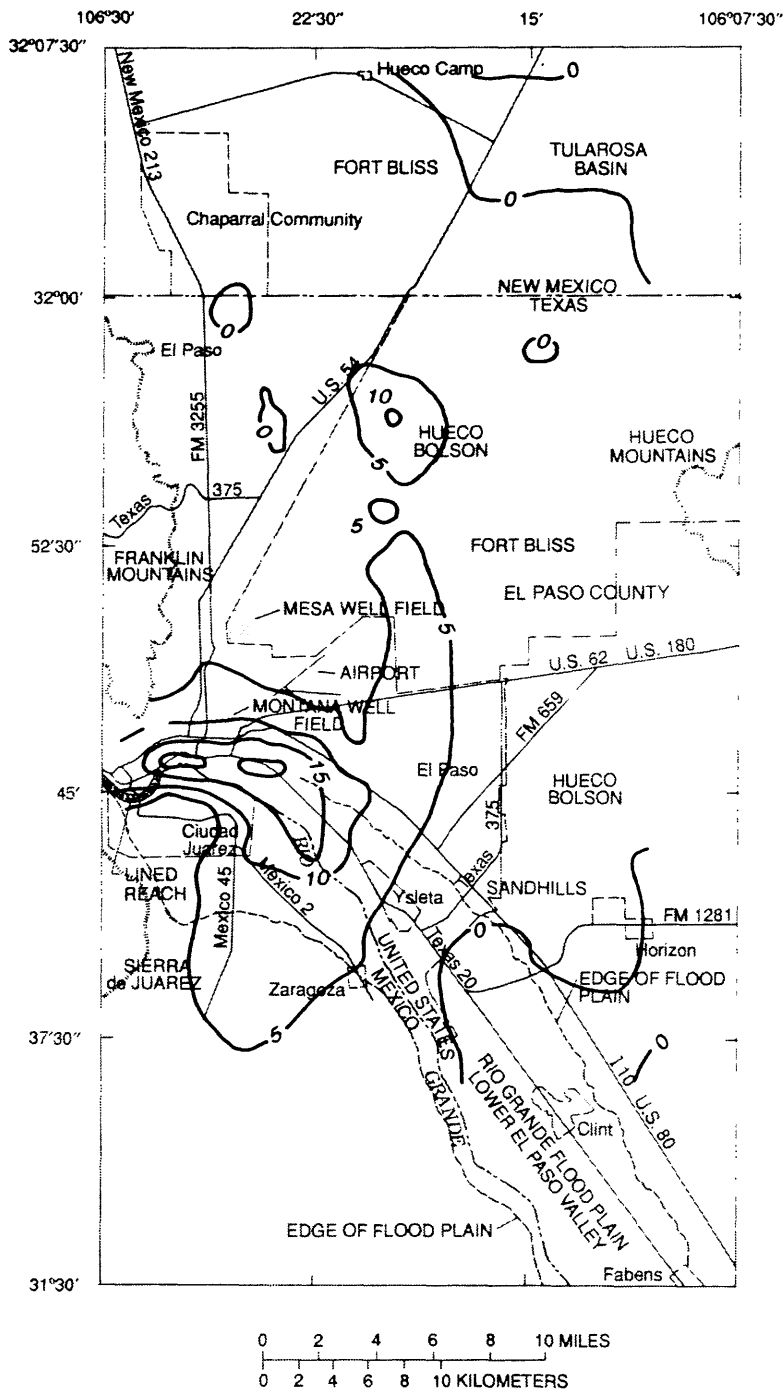 106°30' 22'30" 15' 106°07'30"
32°07'30"
New Mexico 213
Hueco Camp
0
FORT BLISS
TULAROSA
BASIN
0
Chaparral Community
NEW MEXICO
TEXAS
32°00'
0
El Paso
0
U.S. 54
10
FM 3255
0
HUECO
BOLSON
HUECO
MOUNTAINS
5
375
Texas
5
52'30"
FORT BLISS
FRANKLIN
MOUNTAINS
EL PASO COUNTY
MESA WELL FIELD
5
AIRPORT
U.S. 62 U.S. 180
MONTANA WELL
FIELD
FM 659
15
El Paso
HUECO
BOLSON
45'
375
Ciudad
Juarez
RIO
LINED
REACH
10
Mexico 2
Mexico 45
Ysleta
Texas
SANDHILLS
FM 1281
0
Horizon
Texas 20
SIERRA
de JUAREZ
Zaragoza
UNITED STATES
MEXICO
EDGE OF FLOOD
PLAIN
5
37'30"
0
I 10 U.S. 80
GRANDE
RIO GRANDE FLOOD PLAIN
LOWER EL PASO VALLEY
Clint
EDGE OF FLOOD PLAIN
Fabens
31°30'
0 2 4 6 8 10 MILES
0 2 4 6 8 10 KILOMETERS